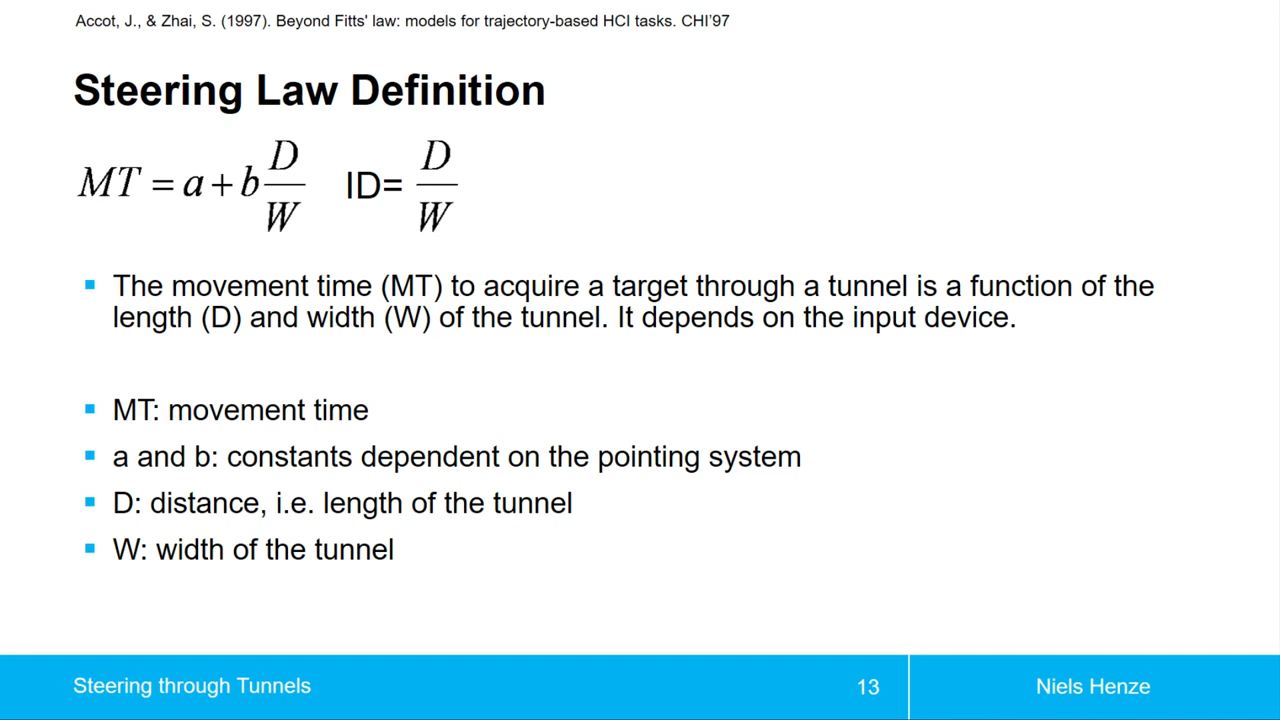 Accot, J., & Zhai, S. (1997). Beyond Fitts' law: models for trajectory-based HCI tasks. CHI'97
Steering Law Definition
MT = a + b D/W ID= D/W
The movement time (MT) to acquire a target through a tunnel is a function of the
length (D) and width (W) of the tunnel. It depends on the input device.
MT: movement time
a and b: constants dependent on the pointing system
D: distance, i.e. length of the tunnel
W: width of the tunnel
Steering through Tunnels 13 Niels Henze